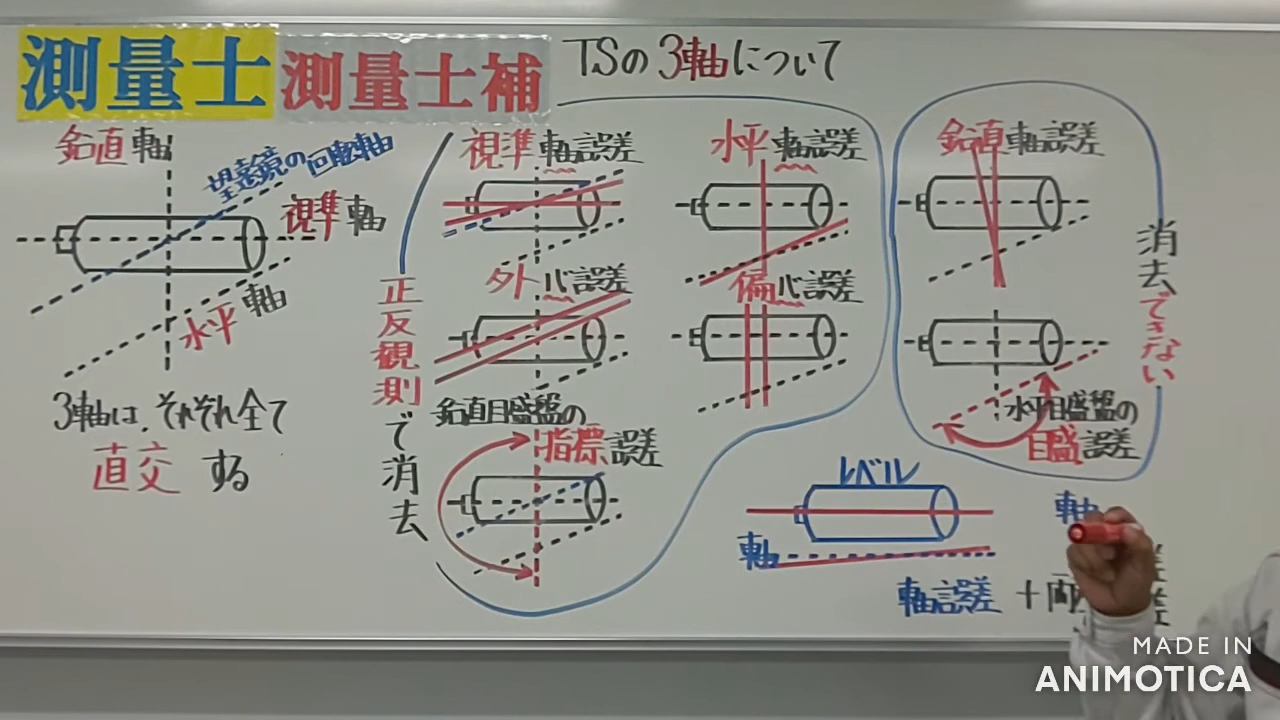 測量士
測量士補
TSの3軸について
鉛直軸
望遠鏡の回転軸
視準軸
水平軸
3軸は、それぞれ全て
直交する
正反観測で消去
視準軸誤差
水平軸誤差
外心誤差
偏心誤差
鉛直目盛盤の
指標誤差
鉛直軸誤差
水平目盛盤の
目盛誤差
消去できない
レベル
軸
軸
軸誤差
MADE IN
ANIMOTICA